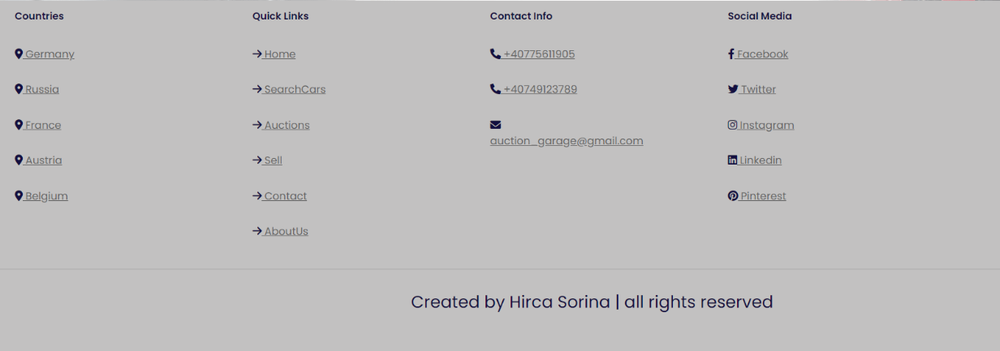 Countries
Germany
Russia
France
Austria
Belgium
Quick Links
Home
SearchCars
Auctions
Sell
Contact
AboutUs
Contact Info
+40775611905
+40749123789
auction_garage@gmail.com
Social Media
Facebook
Twitter
Instagram
Linkedin
Pinterest
Created by Hirca Sorina | all rights reserved